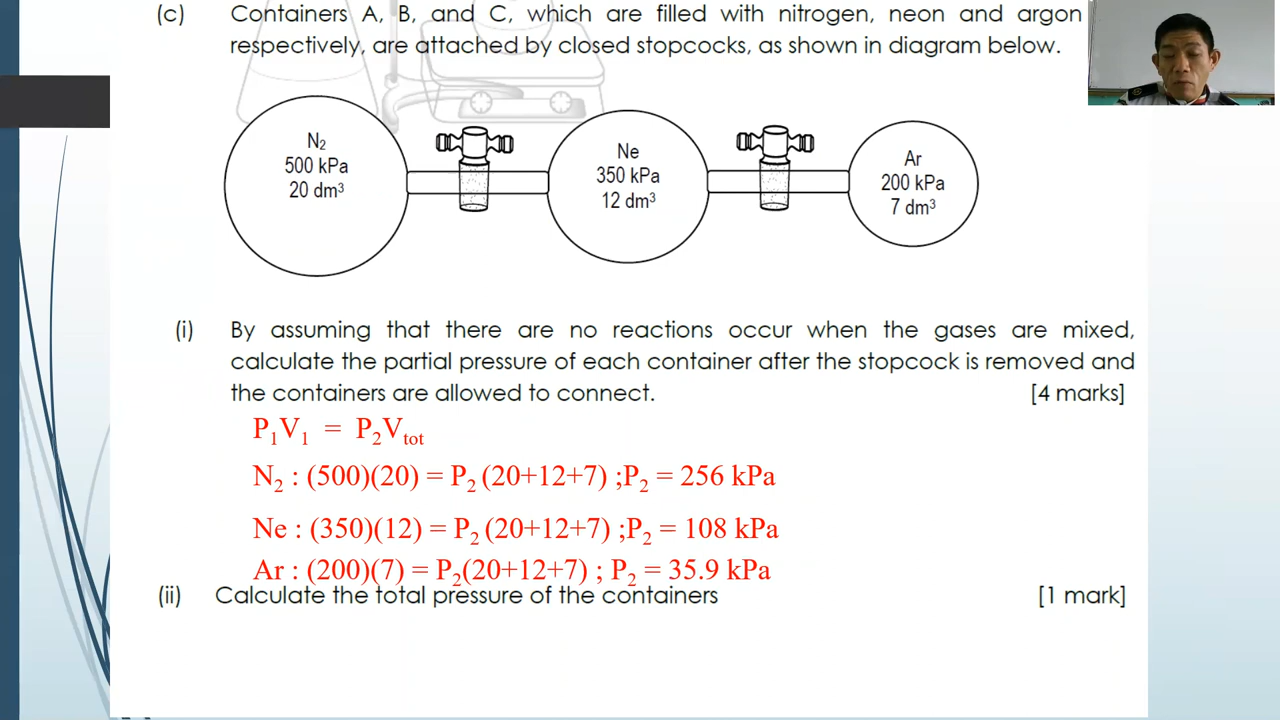 (c) Containers A, B, and C, which are filled with nitrogen, neon and argon
respectively, are attached by closed stopcocks, as shown in diagram below.
N₂
500 kPa
20 dm³
Ne
350 kPa
12 dm³
Ar
200 kPa
7 dm³
(i) By assuming that there are no reactions occur when the gases are mixed,
calculate the partial pressure of each container after the stopcock is removed and
the containers are allowed to connect. [4 marks]
P₁V₁ = P₂Vtot
N₂ : (500)(20) = P₂ (20+12+7) ;P₂ = 256 kPa
Ne : (350)(12) = P₂ (20+12+7) ;P₂ = 108 kPa
Ar : (200)(7) = P₂(20+12+7) ; P₂ = 35.9 kPa
(ii) Calculate the total pressure of the containers [1 mark]